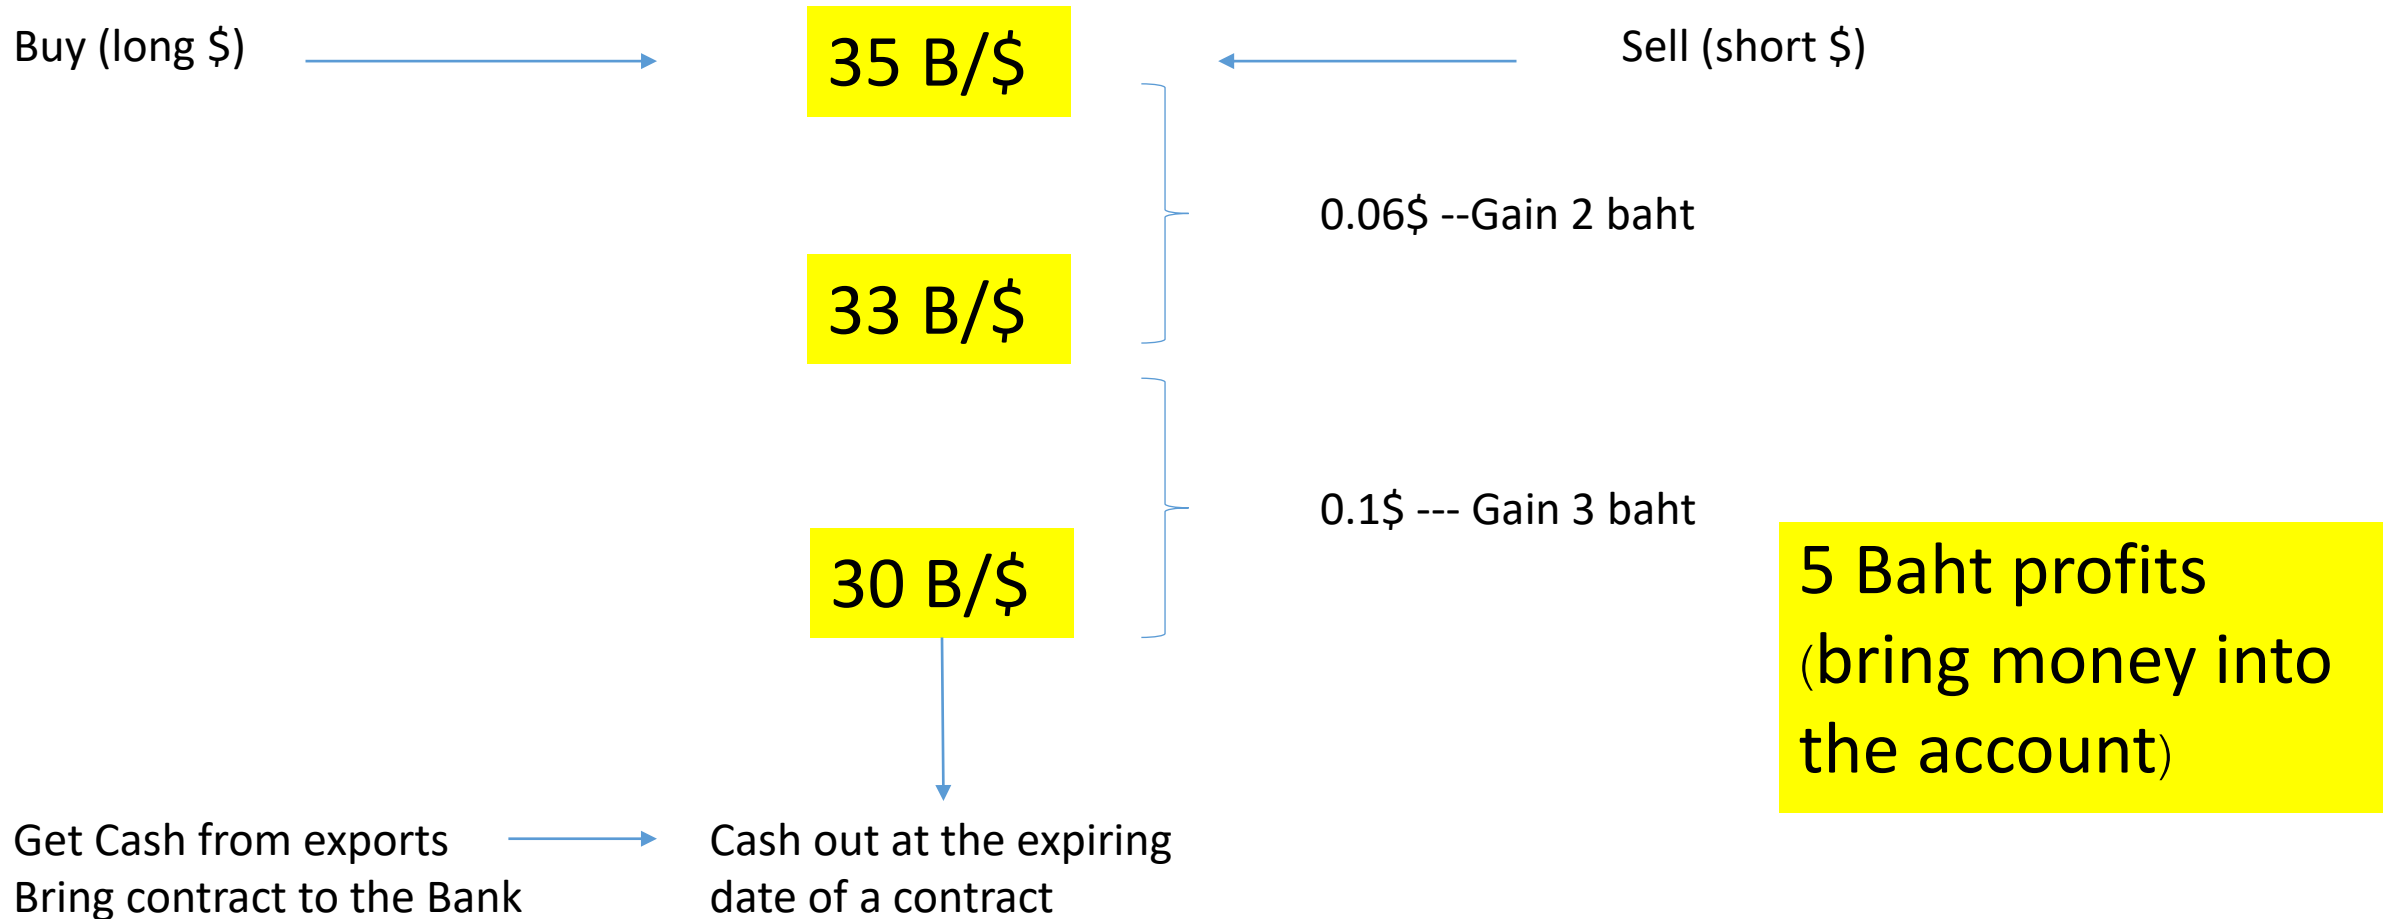 Buy (long $)
35 B/$
Sell (short $)
0.06$ --Gain 2 baht
33 B/$
0.1$ --- Gain 3 baht
30 B/$
5 Baht profits
(bring money into
the account)
Get Cash from exports
Bring contract to the Bank
Cash out at the expiring
date of a contract